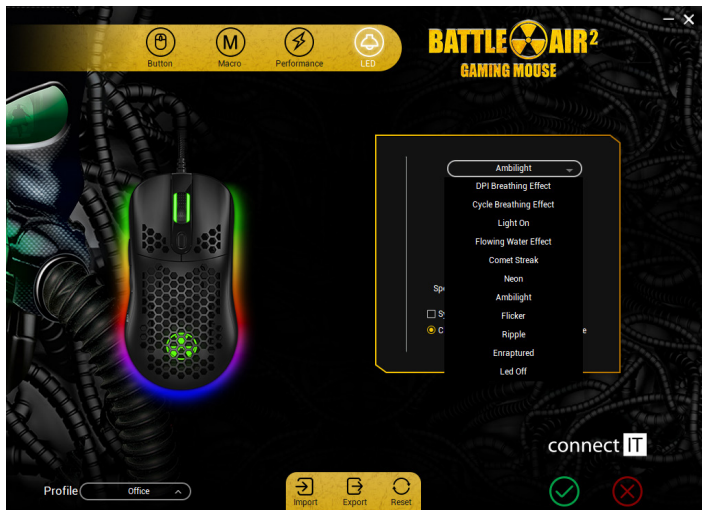 BATTLE AIR²
GAMING MOUSE
Button
Macro
Performance
LED
M
Ambilight
DPI Breathing Effect
Cycle Breathing Effect
Light On
Flowing Water Effect
Comet Streak
Neon
Ambilight
Flicker
Ripple
Enraptured
Led Off
connect IT
Profile
Office
Import
Export
Reset